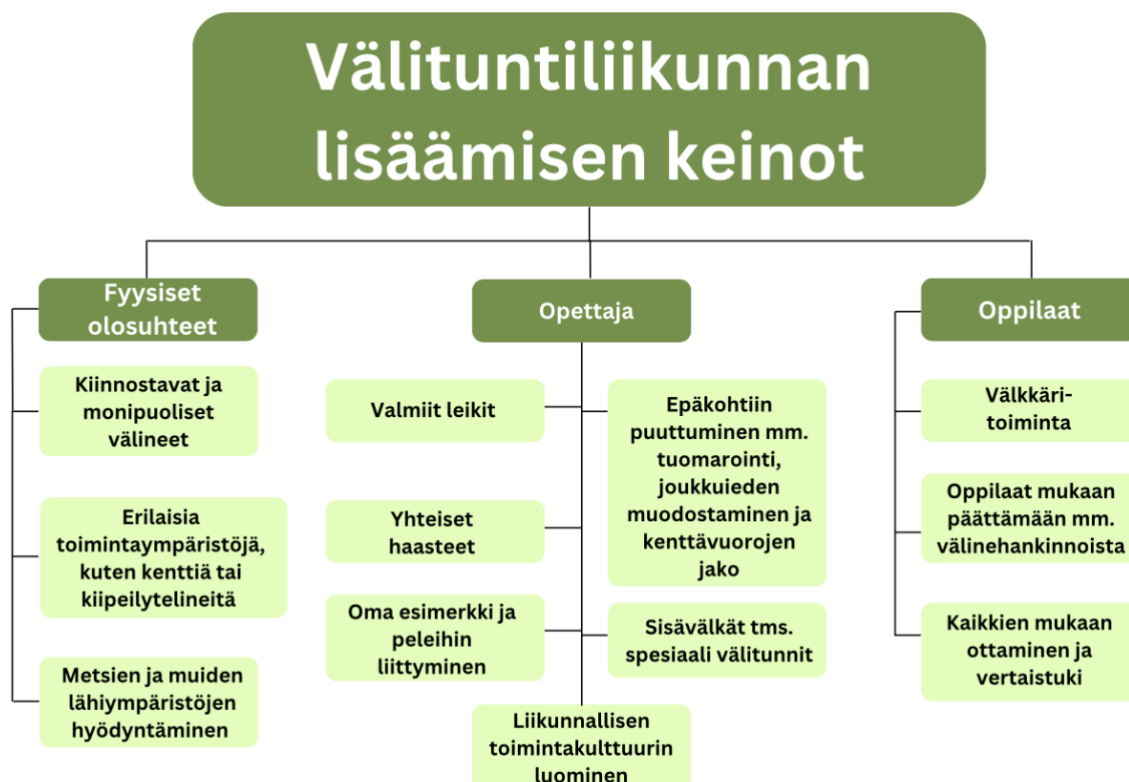 Välituntiliikunnan
lisäämisen keinot
Fyysiset
olosuhteet
Kiinnostavat ja
monipuoliset
välineet
Erilaisia
toimintaympäristöjä,
kuten kenttiä tai
kiipeilytelineitä
Metsien ja muiden
lähiympäristöjen
hyödyntäminen
Opettaja
Valmiit leikit
Yhteiset
haasteet
Oma esimerkki ja
peleihin
liittyminen
Epäkohtiin
puuttuminen mm.
tuomarointi,
joukkuieden
muodostaminen ja
kenttävuorojen
jako
Sisävälkät tms.
spesiaali välitunnit
Liikunnallisen
toimintakulttuurin
luominen
Oppilaat
Välkkäri-
toiminta
Oppilaat mukaan
päättämään mm.
välinehankinnoista
Kaikkien mukaan
ottaminen ja
vertaistuki